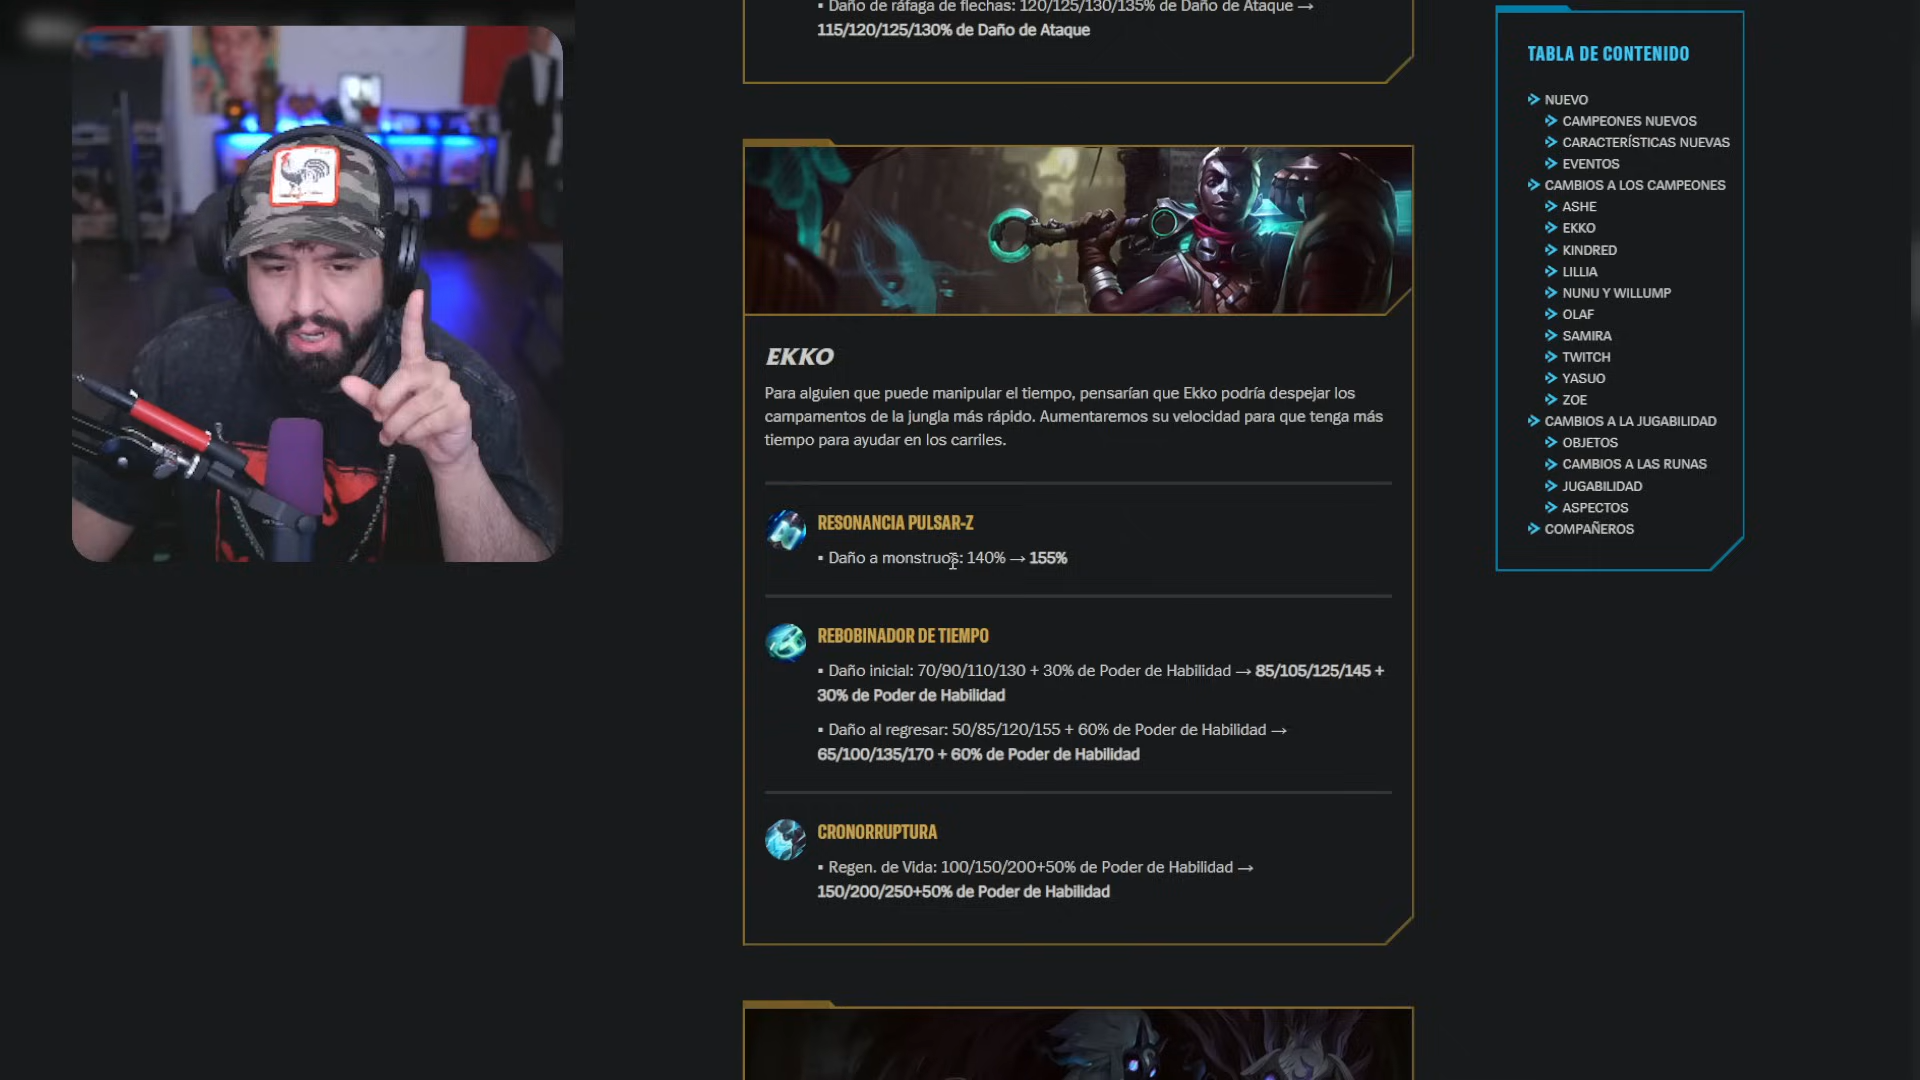 ▪ Daño de ráfaga de flechas: 120/125/130/135% de Daño de Ataque →
115/120/125/130% de Daño de Ataque
EKKO
Para alguien que puede manipular el tiempo, pensarían que Ekko podría despejar los
campamentos de la jungla más rápido. Aumentaremos su velocidad para que tenga más
tiempo para ayudar en los carriles.
RESONANCIA PULSAR-Z
▪ Daño a monstruos: 140% → 155%
REBOBINADOR DE TIEMPO
▪ Daño inicial: 70/90/110/130 + 30% de Poder de Habilidad → 85/105/125/145 +
30% de Poder de Habilidad
▪ Daño al regresar: 50/85/120/155 + 60% de Poder de Habilidad →
65/100/135/170 + 60% de Poder de Habilidad
CRONORRUPTURA
▪ Regen. de Vida: 100/150/200+50% de Poder de Habilidad →
150/200/250+50% de Poder de Habilidad
TABLA DE CONTENIDO
NUEVO
CAMPEONES NUEVOS
CARACTERÍSTICAS NUEVAS
EVENTOS
CAMBIOS A LOS CAMPEONES
ASHE
EKKO
KINDRED
LILLIA
NUNU Y WILLUMP
OLAF
SAMIRA
TWITCH
YASUO
ZOE
CAMBIOS A LA JUGABILIDAD
OBJETOS
CAMBIOS A LAS RUNAS
JUGABILIDAD
ASPECTOS
COMPAÑEROS